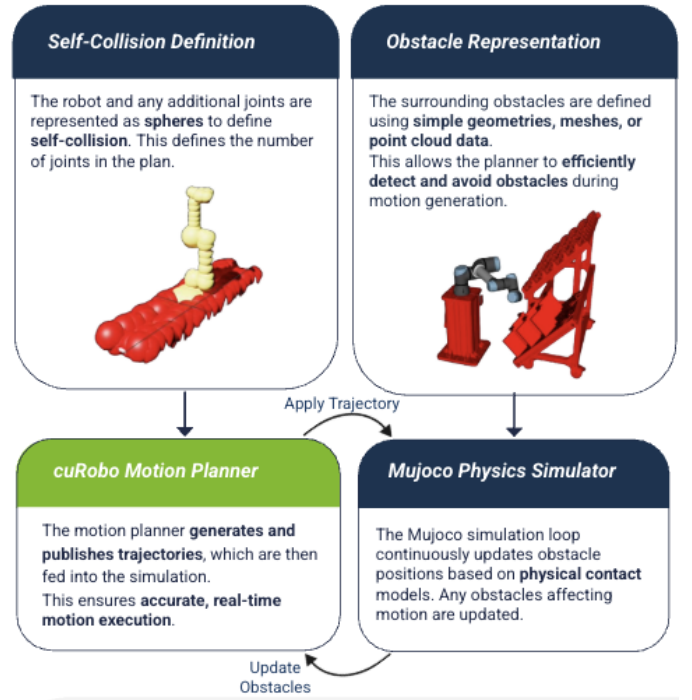 Self-Collision Definition
The robot and any additional joints are
represented as spheres to define
self-collision. This defines the number
of joints in the plan.
Obstacle Representation
The surrounding obstacles are defined
using simple geometries, meshes, or
point cloud data.
This allows the planner to efficiently
detect and avoid obstacles during
motion generation.
Apply Trajectory
cuRobo Motion Planner
The motion planner generates and
publishes trajectories, which are then
fed into the simulation.
This ensures accurate, real-time
motion execution.
Mujoco Physics Simulator
The Mujoco simulation loop
continuously updates obstacle
positions based on physical contact
models. Any obstacles affecting
motion are updated.
Update
Obstacles